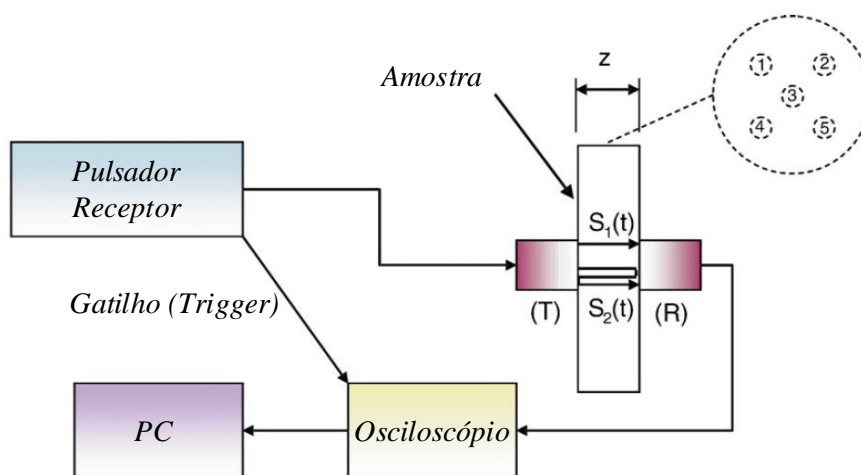 z
Amostra
1
2
3
4
5
Pulsador
Receptor
S1(t)
Gatilho (Trigger)
(T)
S2(t)
(R)
PC
Osciloscópio